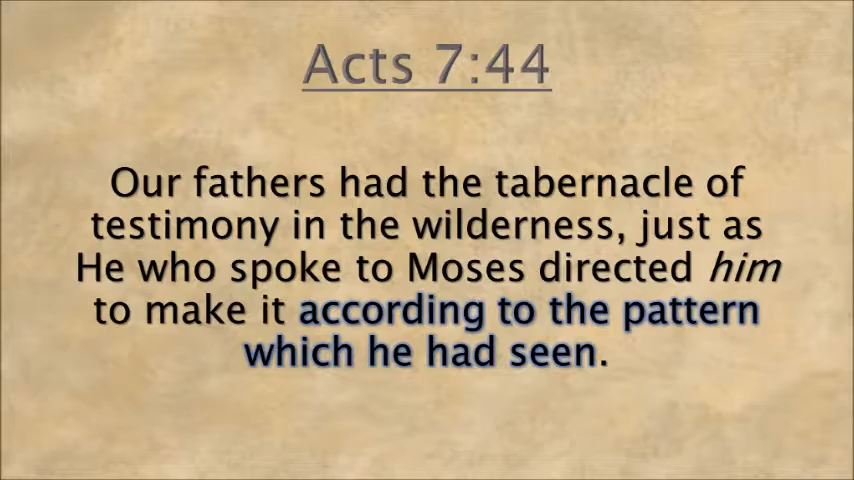 Acts 7:44
Our fathers had the tabernacle of
testimony in the wilderness, just as
He who spoke to Moses directed him
to make it according to the pattern
which he had seen.